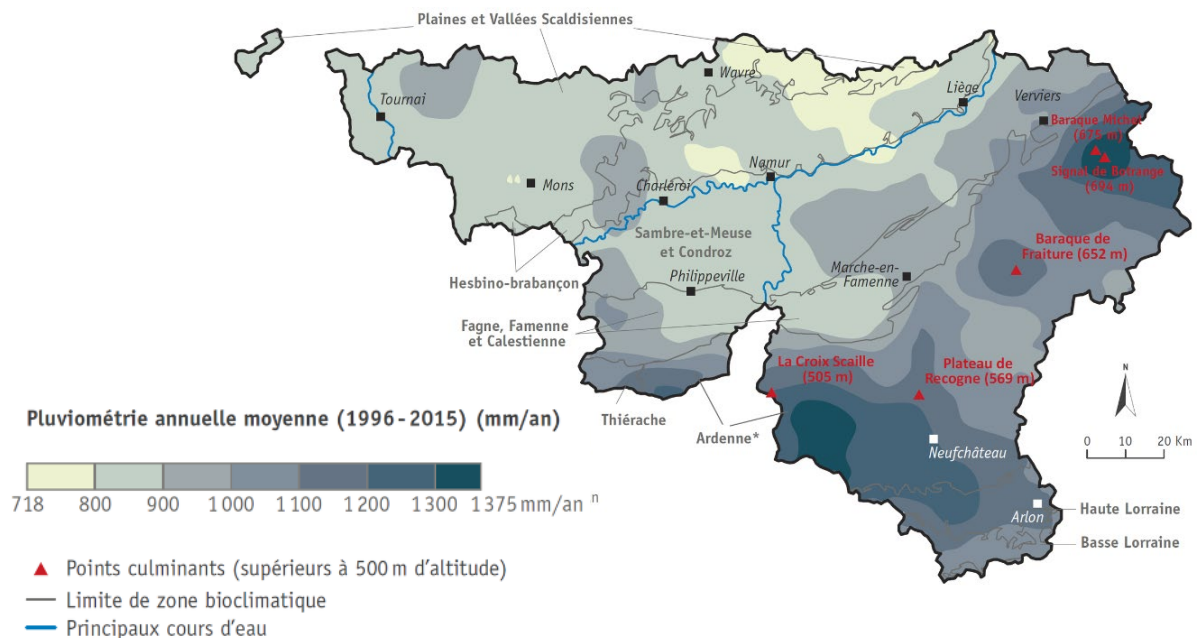 Plaines et Vallées Scaldisiennes
Wavre
Tournai
Liège
Verviers
Baraque Michel
(675 m)
Signal de Botrange
(694 m)
Mons
Charleroi
Namur
Sambre-et-Meuse
et Condroz
Baraque de
Fraiture (652 m)
Marche-en-
Famenne
Philippeville
Hesbino-brabançon
Fagne, Famenne
et Calestienne
La Croix Scaille
(505 m)
Plateau de
Recogne (569 m)
N
Thiérache
Ardenne*
Neufchâteau
0 10 20 Km
Arlon
Haute Lorraine
Basse Lorraine
Pluviométrie annuelle moyenne (1996-2015) (mm/an)
718 800 900 1 000 1 100 1 200 1 300 1 375 mm/an n
Points culminants (supérieurs à 500 m d'altitude)
Limite de zone bioclimatique
Principaux cours d'eau